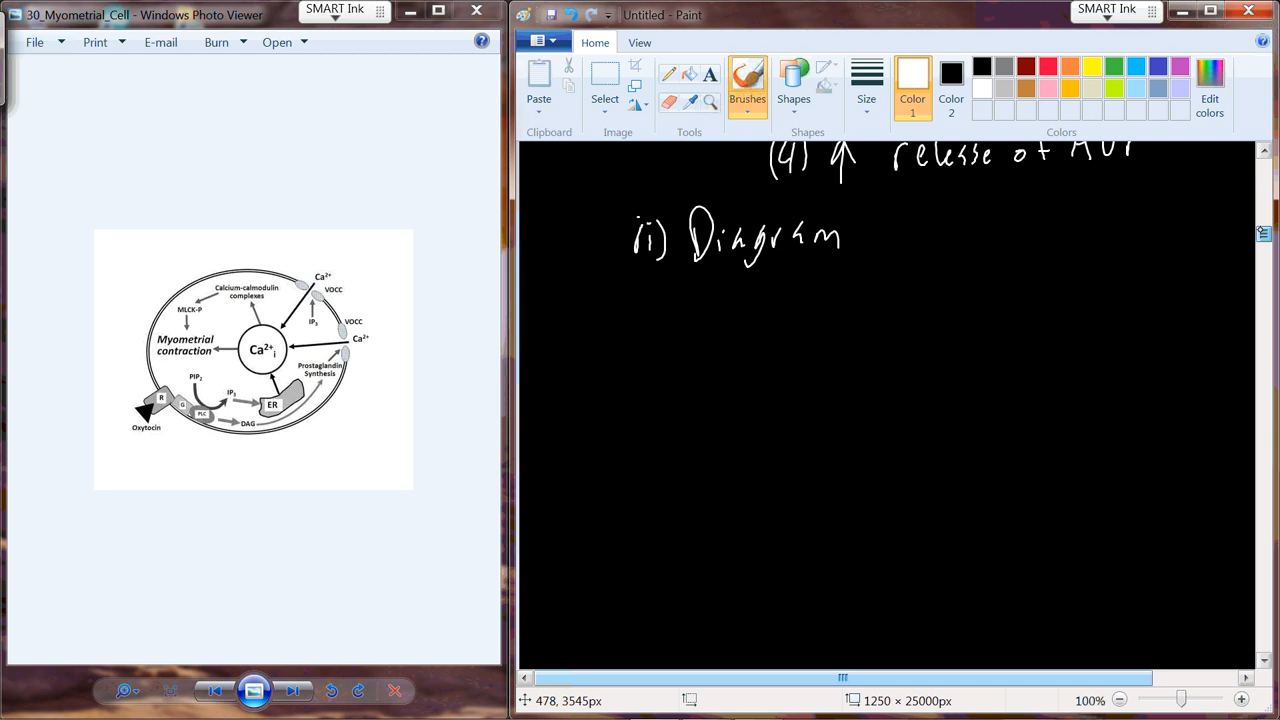 30_Myometrial_Cell - Windows Photo Viewer
SMART Ink
File Print E-mail Burn Open
Ca²⁺
VOCC
Calcium-calmodulin
complexes
MLCK-P
IP₃
VOCC
Ca²⁺
Myometrial
contraction
Ca²⁺i
Prostaglandin
Synthesis
PIP₂
IP₃
R
G
PLC
ER
DAG
Oxytocin
Untitled - Paint
SMART Ink
Home View
Paste
Select
Brushes
Shapes
Size
Color
1
Color
2
Edit
colors
Clipboard Image Tools Shapes Colors
(4) ↑ release of
ii) Diagram
478, 3545px
1250 × 25000px
100%